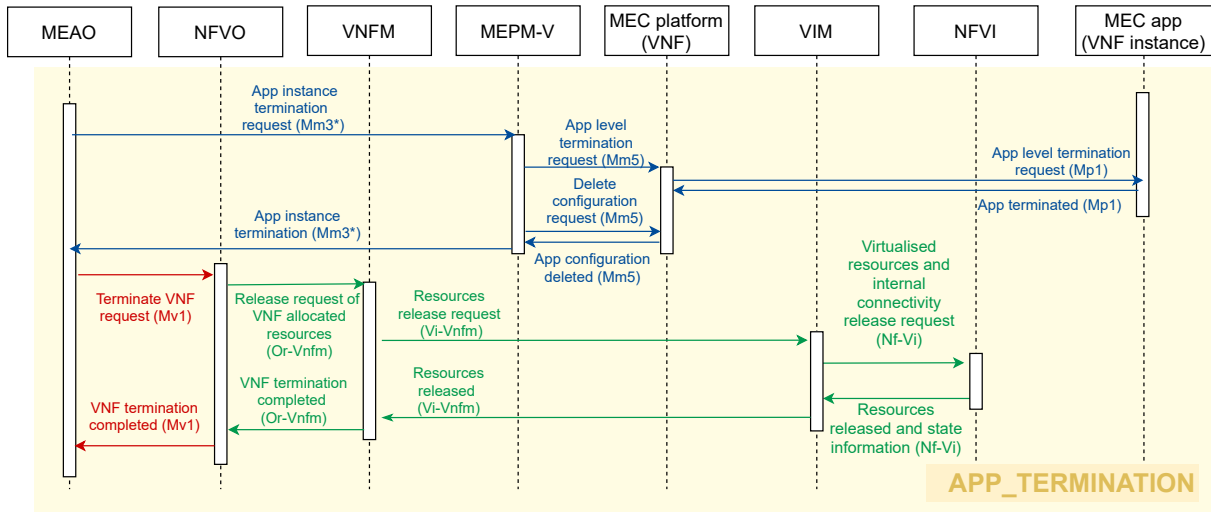 MEAO
NFVO
VNFM
MEPM-V
MEC platform
(VNF)
VIM
NFVI
MEC app
(VNF instance)
App instance
termination
request (Mm3*)
App level
termination
request (Mm5)
App level termination
request (Mp1)
App terminated (Mp1)
Delete
configuration
request (Mm5)
App instance
termination (Mm3*)
App configuration
deleted (Mm5)
Terminate VNF
request (Mv1)
Release request of
VNF allocated
resources
(Or-Vnfm)
Resources
release request
(Vi-Vnfm)
Virtualised
resources and
internal
connectivity
release request
(Nf-Vi)
Resources
released and state
information (Nf-Vi)
Resources
released
(Vi-Vnfm)
VNF termination
completed
(Or-Vnfm)
VNF termination
completed (Mv1)
APP_TERMINATION